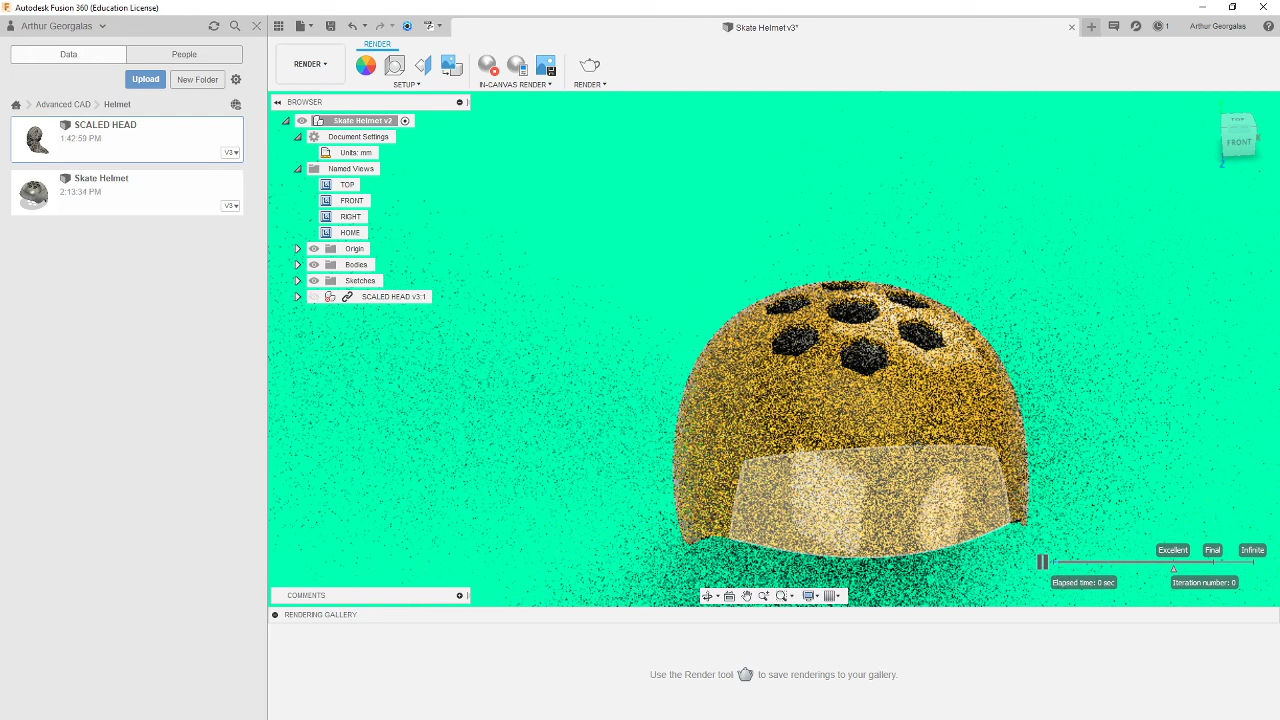 Autodesk Fusion 360 (Education License)
Arthur Georgalas
Skate Helmet v3*
1
Arthur Georgalas
Data
People
RENDER
Upload
New Folder
RENDER
SETUP
IN-CANVAS RENDER
RENDER
Advanced CAD
Helmet
BROWSER
SCALED HEAD
1:42:59 PM
V3
Skate Helmet
2:13:34 PM
V3
Skate Helmet v2
Document Settings
Units: mm
Named Views
TOP
FRONT
RIGHT
HOME
Origin
Bodies
Sketches
SCALED HEAD v3:1
TOP
FRONT
Z
Excellent
Final
Infinite
Elapsed time: 0 sec
Iteration number: 0
COMMENTS
RENDERING GALLERY
Use the Render tool to save renderings to your gallery.